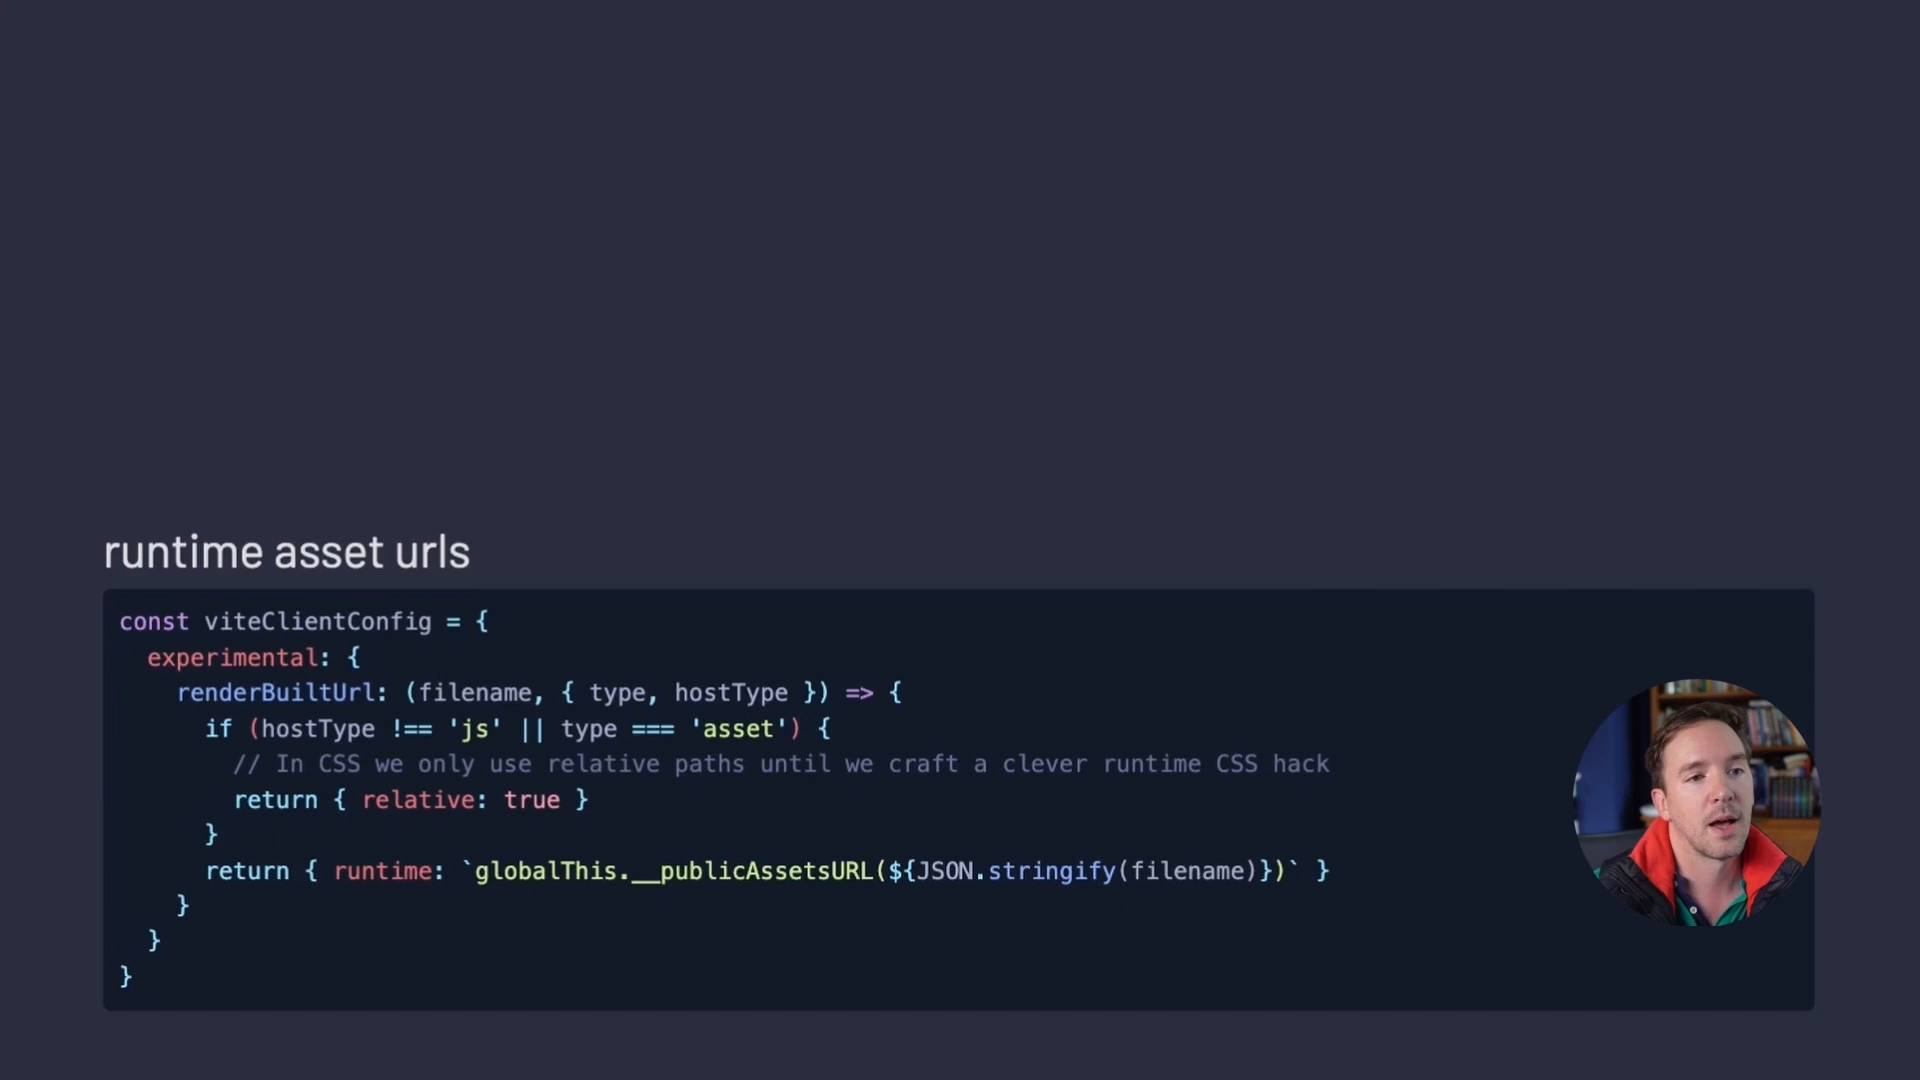 runtime asset urls
const viteClientConfig = {
  experimental: {
    renderBuiltUrl: (filename, { type, hostType }) => {
      if (hostType !== 'js' || type === 'asset') {
        // In CSS we only use relative paths until we craft a clever runtime CSS hack
        return { relative: true }
      }
      return { runtime: `globalThis.__publicAssetsURL(${JSON.stringify(filename)})` }
    }
  }
}